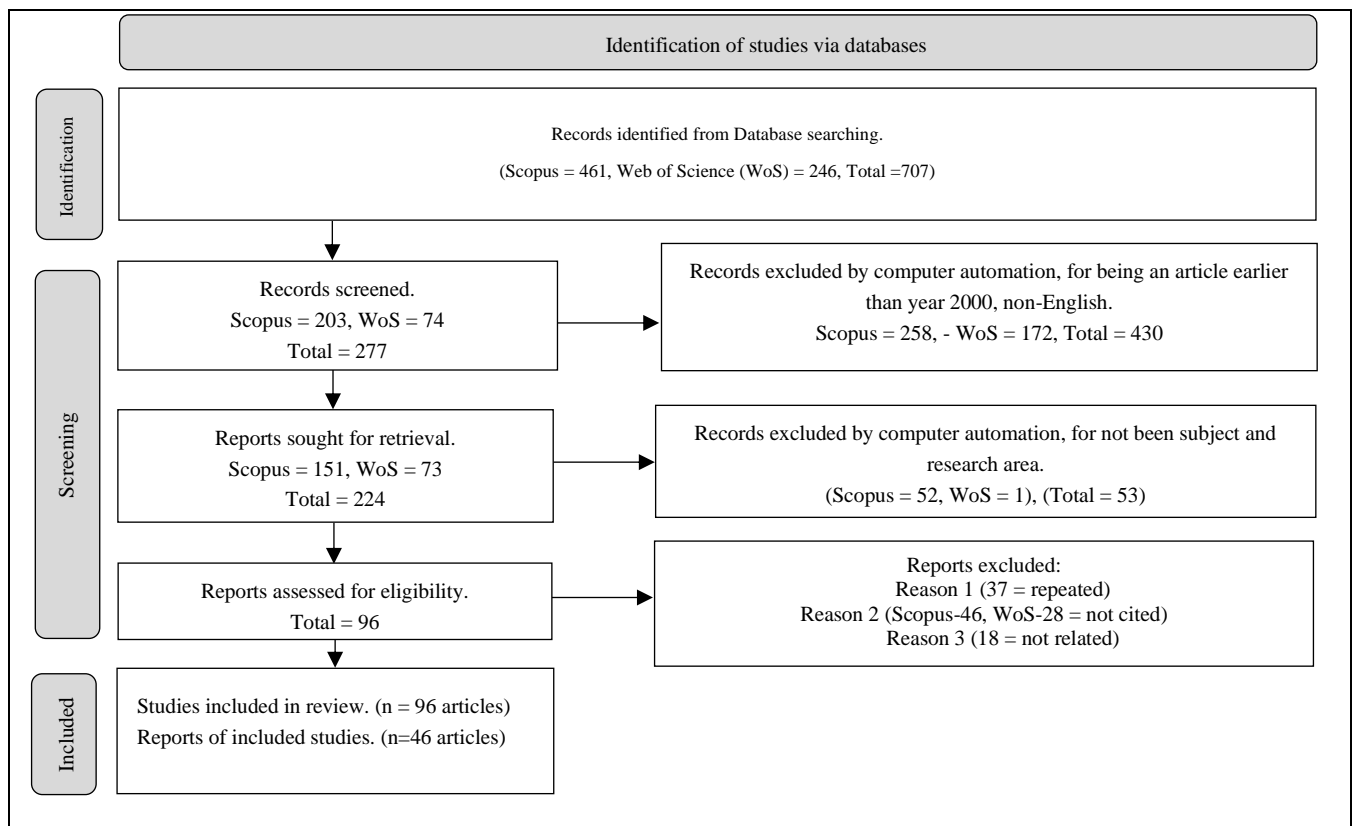 Identification of studies via databases
Identification
Records identified from Database searching.
(Scopus = 461, Web of Science (WoS) = 246, Total =707)
Screening
Records screened.
Scopus = 203, WoS = 74
Total = 277
Records excluded by computer automation, for being an article earlier
than year 2000, non-English.
Scopus = 258, - WoS = 172, Total = 430
Reports sought for retrieval.
Scopus = 151, WoS = 73
Total = 224
Records excluded by computer automation, for not been subject and
research area.
(Scopus = 52, WoS = 1), (Total = 53)
Reports assessed for eligibility.
Total = 96
Reports excluded:
Reason 1 (37 = repeated)
Reason 2 (Scopus-46, WoS-28 = not cited)
Reason 3 (18 = not related)
Included
Studies included in review. (n = 96 articles)
Reports of included studies. (n=46 articles)